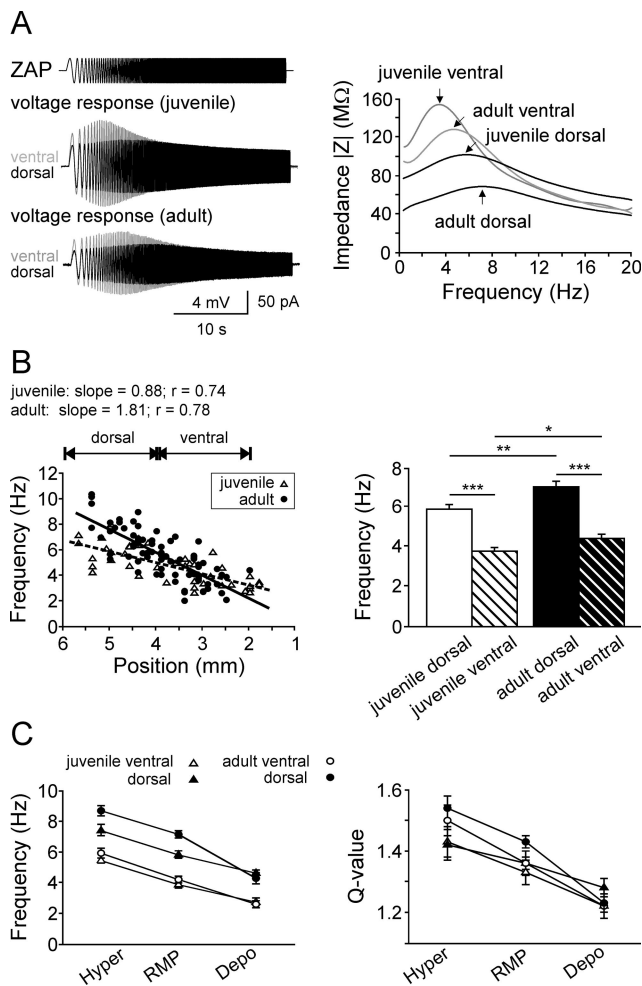 A
ZAP
voltage response (juvenile)
ventral
dorsal
voltage response (adult)
ventral
dorsal
4 mV
50 pA
10 s
juvenile ventral
adult ventral
juvenile dorsal
adult dorsal
Impedance |Z| (MΩ)
160
120
80
40
0
0 4 8 12 16 20
Frequency (Hz)
B
juvenile: slope = 0.88; r = 0.74
adult: slope = 1.81; r = 0.78
dorsal ventral
juvenile
adult
Frequency (Hz)
12
10
8
6
4
2
0
6 5 4 3 2 1
Position (mm)
*
**
***
***
Frequency (Hz)
8
6
4
2
0
juvenile dorsal
juvenile ventral
adult dorsal
adult ventral
C
juvenile ventral
dorsal
adult ventral
dorsal
Frequency (Hz)
10
8
6
4
2
0
Hyper
RMP
Depo
Q-value
1.6
1.4
1.2
Hyper
RMP
Depo